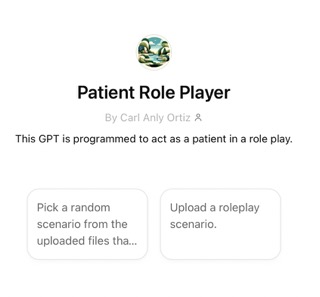 Patient Role Player
By Carl Anly Ortiz
This GPT is programmed to act as a patient in a role play.
Pick a random
scenario from the
uploaded files tha...
Upload a roleplay
scenario.